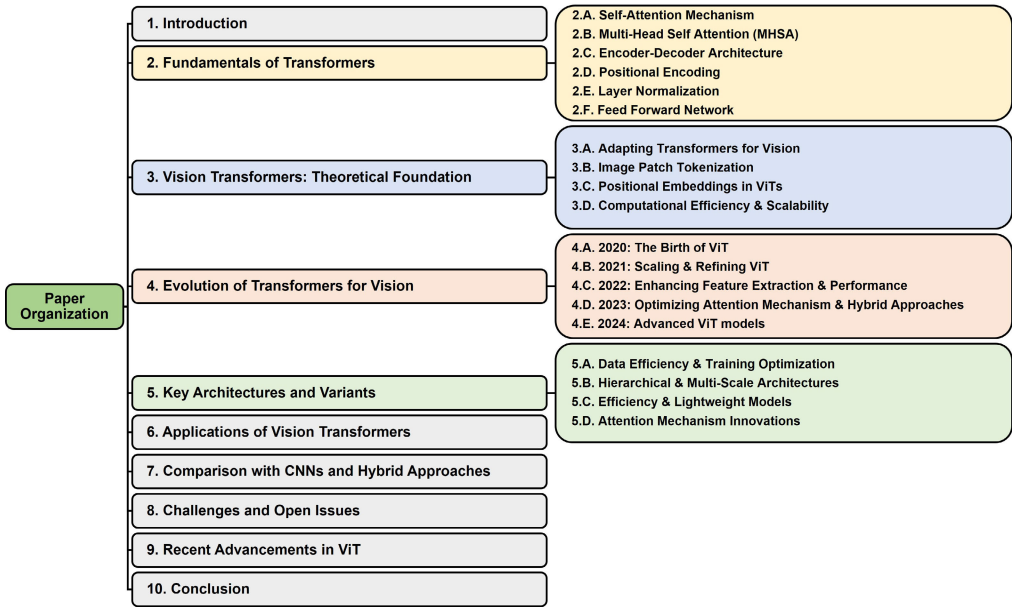 Paper
Organization
1. Introduction
2. Fundamentals of Transformers
2.A. Self-Attention Mechanism
2.B. Multi-Head Self Attention (MHSA)
2.C. Encoder-Decoder Architecture
2.D. Positional Encoding
2.E. Layer Normalization
2.F. Feed Forward Network
3. Vision Transformers: Theoretical Foundation
3.A. Adapting Transformers for Vision
3.B. Image Patch Tokenization
3.C. Positional Embeddings in ViTs
3.D. Computational Efficiency & Scalability
4. Evolution of Transformers for Vision
4.A. 2020: The Birth of ViT
4.B. 2021: Scaling & Refining ViT
4.C. 2022: Enhancing Feature Extraction & Performance
4.D. 2023: Optimizing Attention Mechanism & Hybrid Approaches
4.E. 2024: Advanced ViT models
5. Key Architectures and Variants
5.A. Data Efficiency & Training Optimization
5.B. Hierarchical & Multi-Scale Architectures
5.C. Efficiency & Lightweight Models
5.D. Attention Mechanism Innovations
6. Applications of Vision Transformers
7. Comparison with CNNs and Hybrid Approaches
8. Challenges and Open Issues
9. Recent Advancements in ViT
10. Conclusion